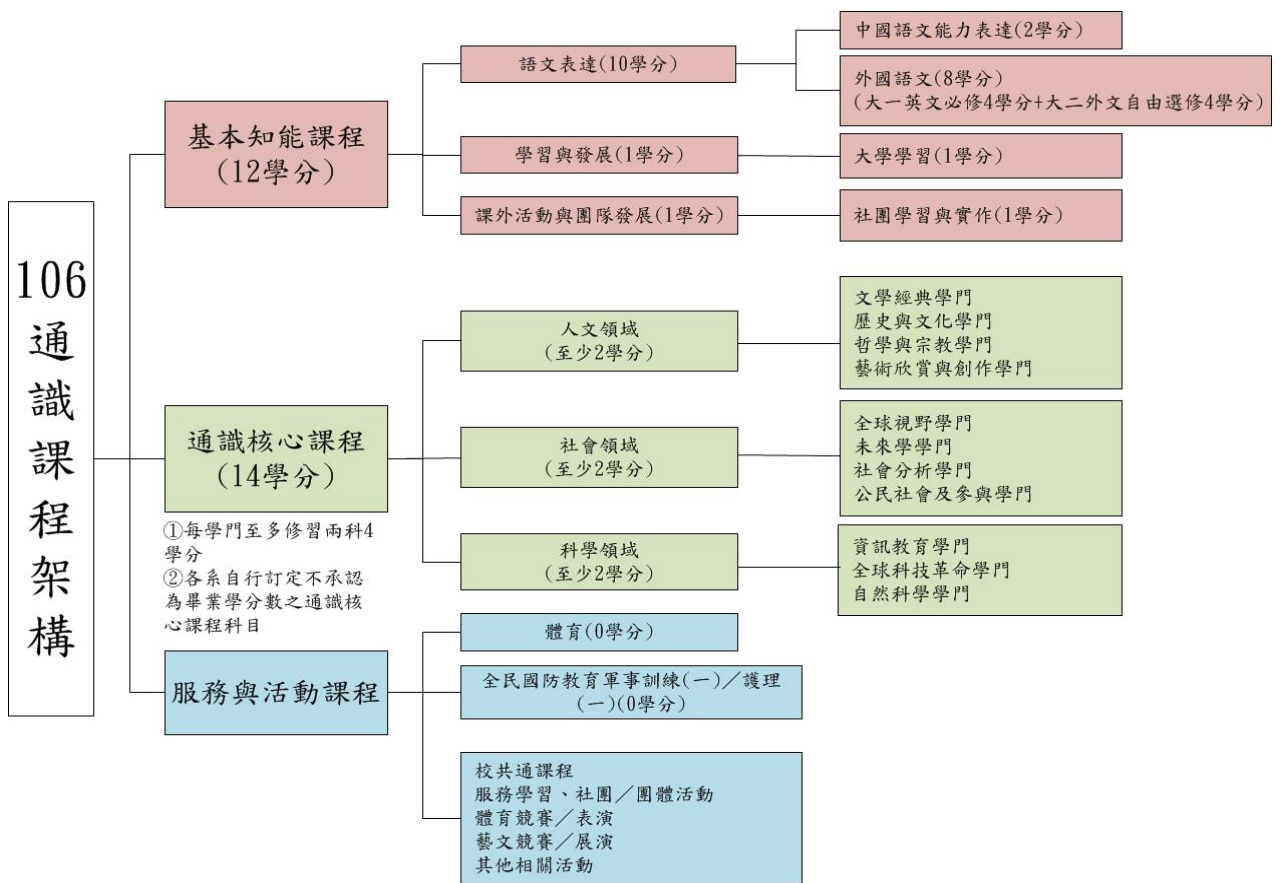 106
通
識
課
程
架
構
基本知能課程
(12學分)
語文表達(10學分)
中國語文能力表達(2學分)
外國語文(8學分)
(大一英文必修4學分+大二外文自由選修4學分)
學習與發展(1學分)
大學學習(1學分)
課外活動與團隊發展(1學分)
社團學習與實作(1學分)
通識核心課程
(14學分)
①每學門至多修習兩科4
學分
②各系自行訂定不承認
為畢業學分數之通識核
心課程科目
人文領域
(至少2學分)
文學經典學門
歷史與文化學門
哲學與宗教學門
藝術欣賞與創作學門
社會領域
(至少2學分)
全球視野學門
未來學學門
社會分析學門
公民社會及參與學門
科學領域
(至少2學分)
資訊教育學門
全球科技革命學門
自然科學學門
服務與活動課程
體育(0學分)
全民國防教育軍事訓練(一)／護理
(一)(0學分)
校共通課程
服務學習、社團／團體活動
體育競賽／表演
藝文競賽／展演
其他相關活動